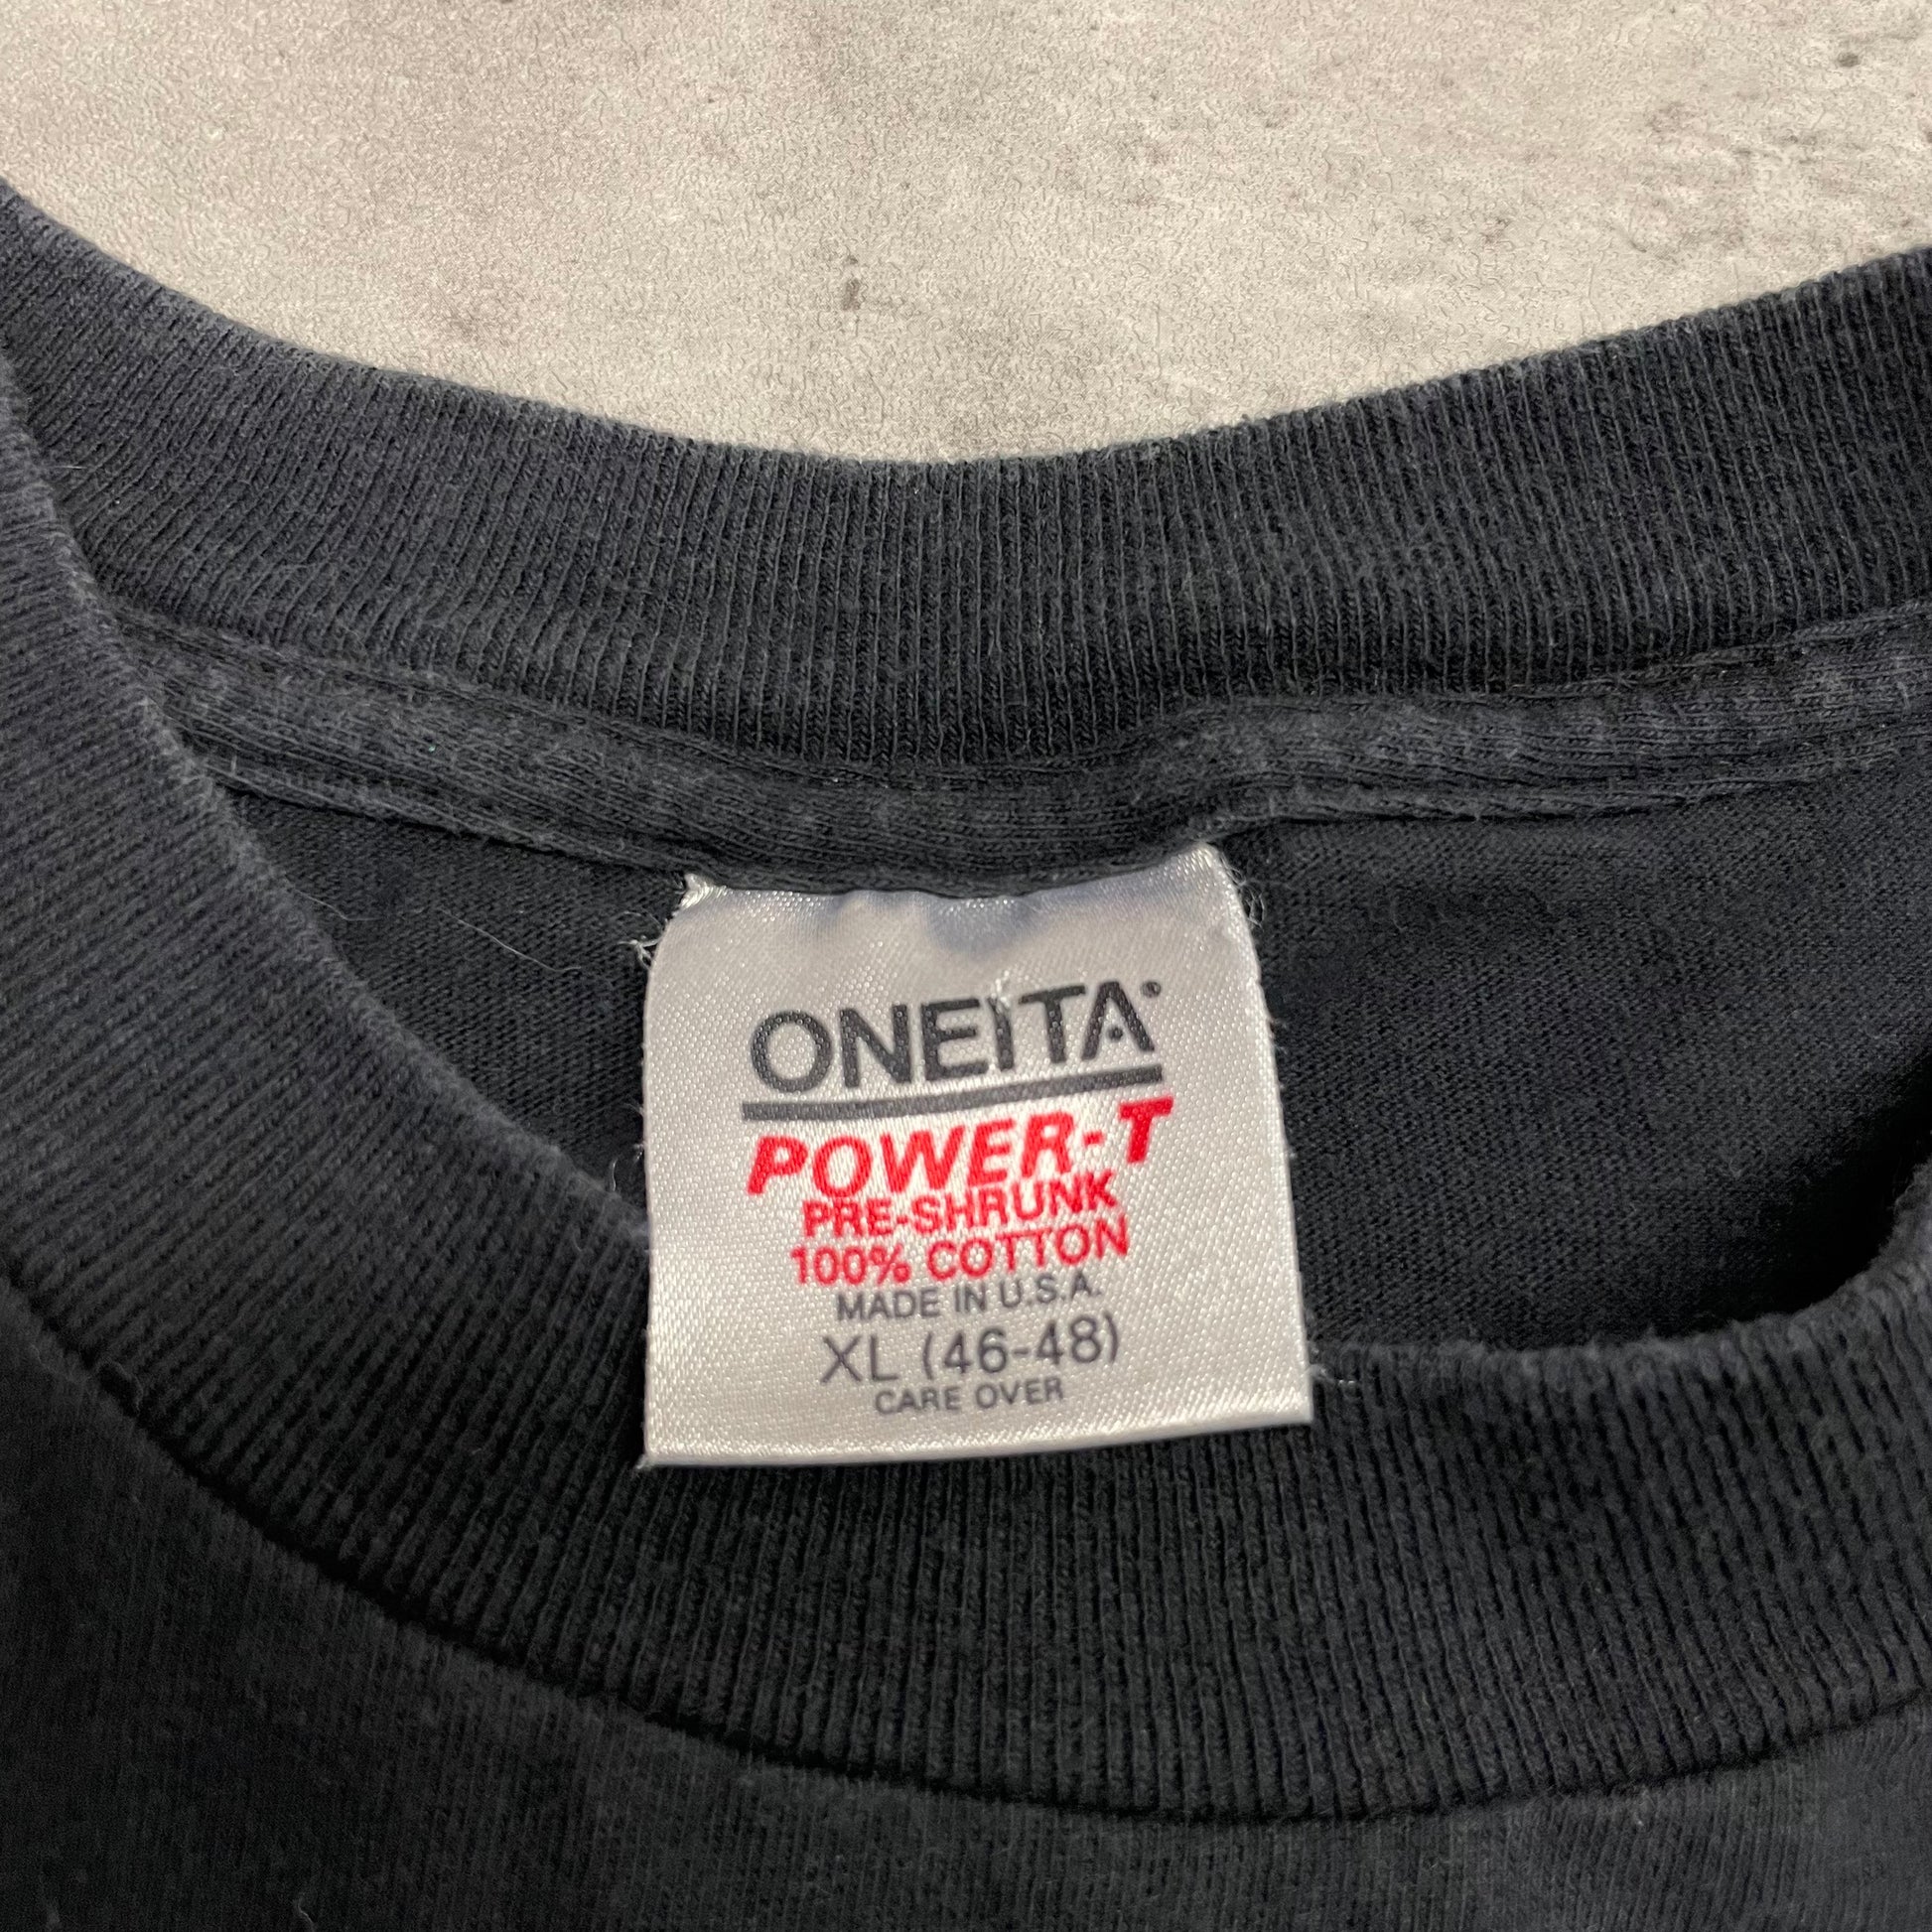 ONEITA
POWER-T
PRE-SHRUNK
100% COTTON
MADE IN U.S.A.
XL (46-48)
CARE OVER